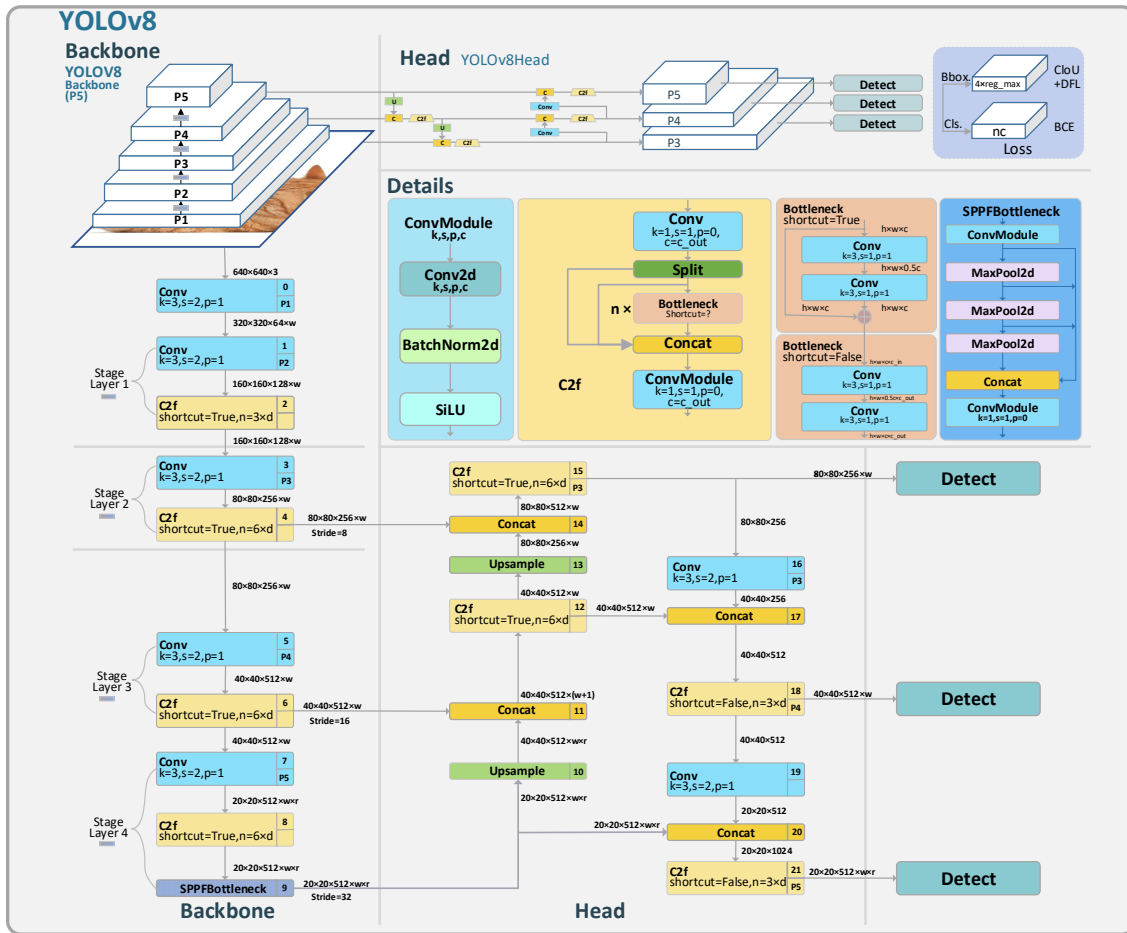 YOLOv8
Backbone
YOLOV8
Backbone
(P5)
P5
P4
P3
P2
P1
Head YOLOv8Head
U
C
C2f
U
C
C2f
C
C2f
Conv
C
C2f
Conv
P5
P4
P3
Detect
Detect
Detect
Bbox.
4×reg_max
CIoU
+DFL
Cls.
nc
BCE
Loss
Details
ConvModule
k,s,p,c
Conv2d
k,s,p,c
BatchNorm2d
SiLU
Conv
k=1,s=1,p=0,
c=c_out
Split
n ×
Bottleneck
Shortcut=?
Concat
C2f
ConvModule
k=1,s=1,p=0,
c=c_out
Bottleneck
shortcut=True
h×w×c
Conv
k=3,s=1,p=1
h×w×0.5c
Conv
k=3,s=1,p=1
h×w×c
h×w×c
Bottleneck
shortcut=False
h×w×c×c_in
Conv
k=3,s=1,p=1
h×w×0.5c×c_out
Conv
k=3,s=1,p=1
h×w×c×c_out
SPPFBottleneck
ConvModule
MaxPool2d
MaxPool2d
MaxPool2d
Concat
ConvModule
k=1,s=1,p=0
640×640×3
Conv
k=3,s=2,p=1
0
P1
320×320×64×w
Stage
Layer 1
Conv
k=3,s=2,p=1
1
P2
160×160×128×w
C2f
shortcut=True,n=3×d
2
160×160×128×w
Stage
Layer 2
Conv
k=3,s=2,p=1
3
P3
80×80×256×w
C2f
shortcut=True,n=6×d
4
80×80×256×w
Stride=8
80×80×256×w
Stage
Layer 3
Conv
k=3,s=2,p=1
5
P4
40×40×512×w
C2f
shortcut=True,n=6×d
6
40×40×512×w
Stride=16
40×40×512×w
Stage
Layer 4
Conv
k=3,s=2,p=1
7
P5
20×20×512×w×r
C2f
shortcut=True,n=6×d
8
20×20×512×w×r
SPPFBottleneck
9
20×20×512×w×r
Stride=32
Backbone
C2f
shortcut=True,n=6×d
15
P3
80×80×512×w
Concat
14
80×80×256×w
Upsample
13
40×40×512×w
C2f
shortcut=True,n=6×d
12
40×40×512×w
40×40×512×(w+1)
Concat
11
40×40×512×w×r
Upsample
10
20×20×512×w×r
20×20×512×w×r
80×80×256×w
Detect
80×80×256
Conv
k=3,s=2,p=1
16
P3
40×40×256
Concat
17
40×40×512
C2f
shortcut=False,n=3×d
18
P4
40×40×512×w
Detect
40×40×512
Conv
k=3,s=2,p=1
19
20×20×512
Concat
20
20×20×1024
C2f
shortcut=False,n=3×d
21
P5
20×20×512×w×r
Detect
Head